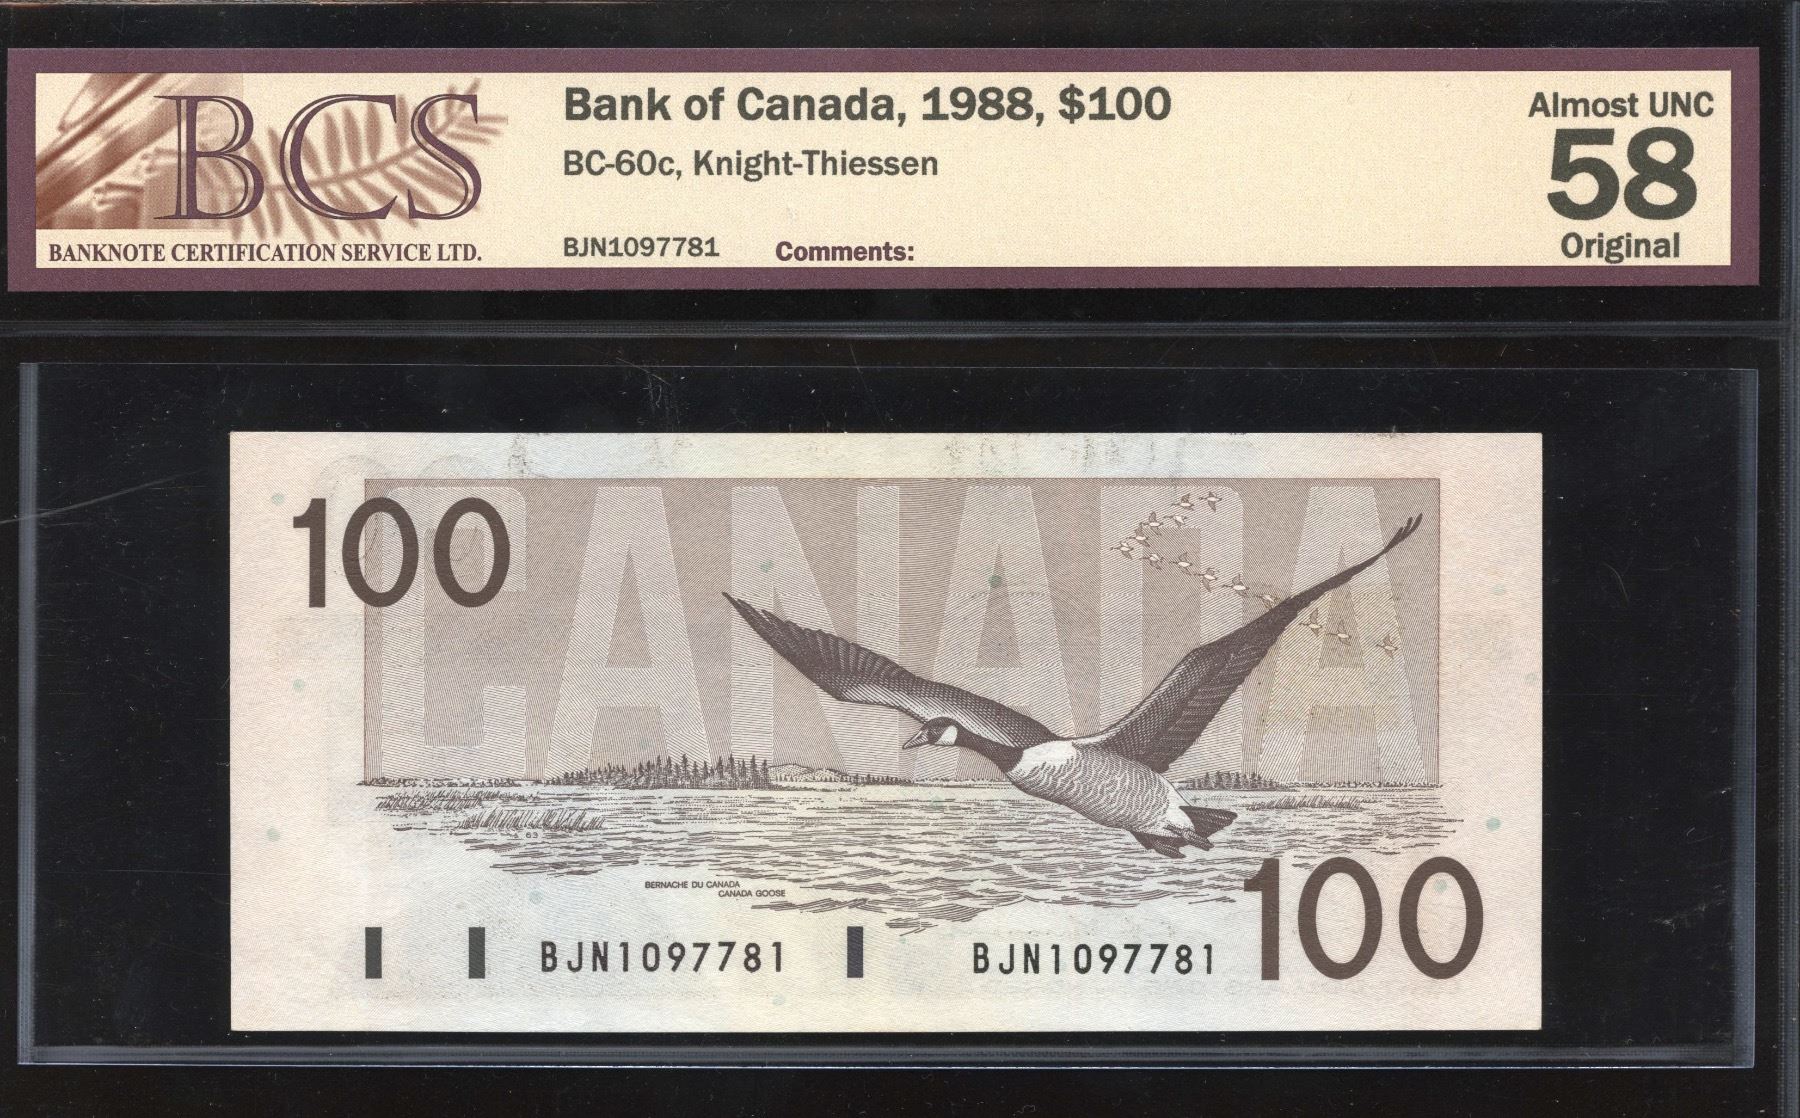 BCS
BANKNOTE CERTIFICATION SERVICE LTD.
Bank of Canada, 1988, $100
BC-60c, Knight-Thiessen
BJN1097781 Comments:
Almost UNC
58
Original
100
CANADA
63
BERNACHE DU CANADA
CANADA GOOSE
100
BJN1097781 BJN1097781